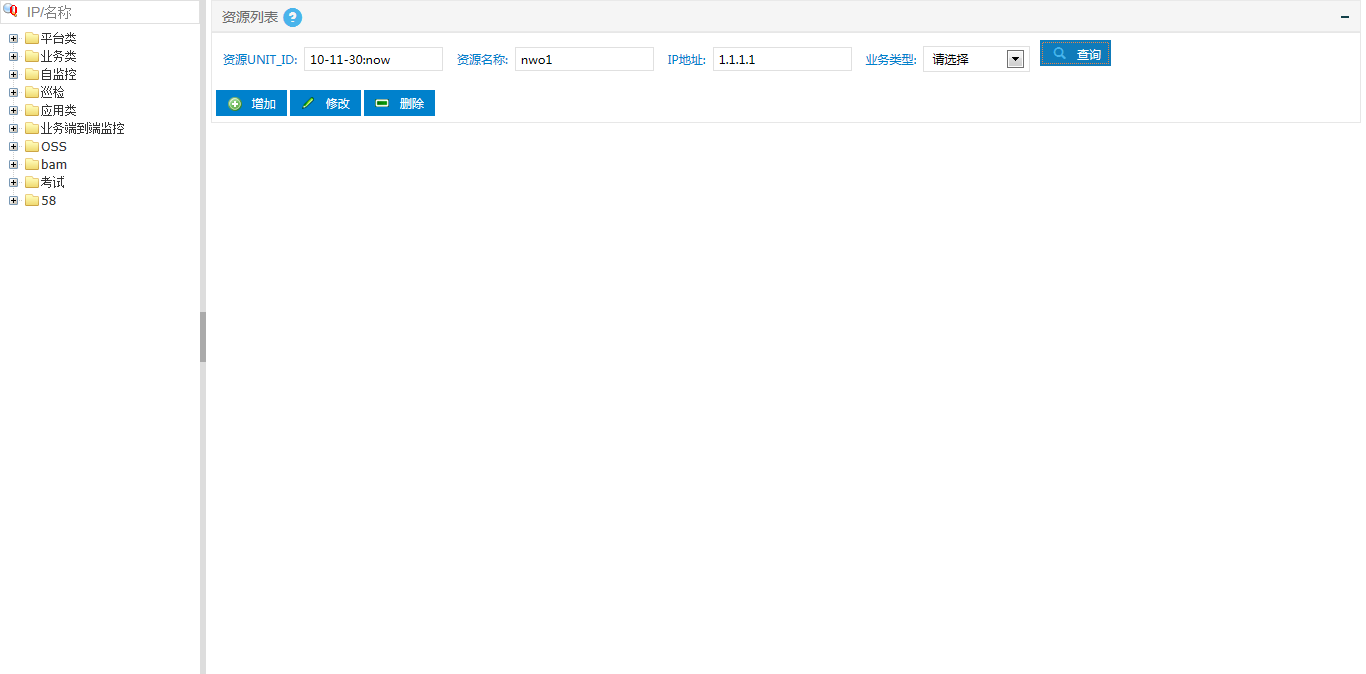 IP/名称
平台类
业务类
自监控
巡检
应用类
业务端到端监控
OSS
bam
考试
58
资源列表 ?
资源UNIT_ID: 10-11-30:now 资源名称: nwo1 IP地址: 1.1.1.1 业务类型: 请选择 查询
增加 修改 删除